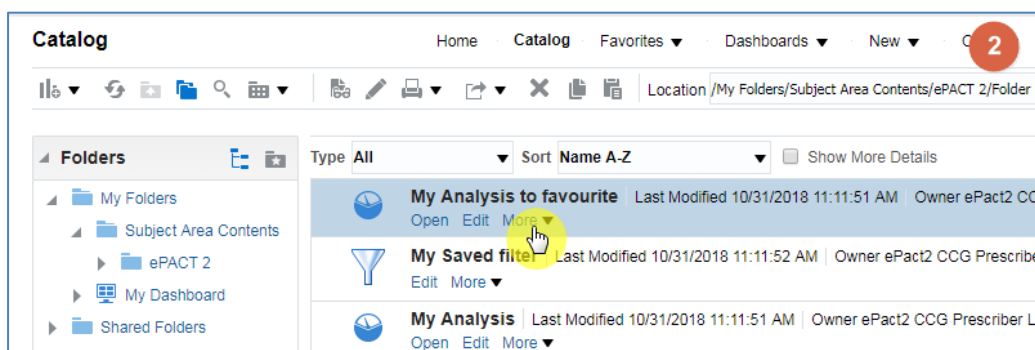 Catalog Home Catalog Favorites Dashboards New 2
Location /My Folders/Subject Area Contents/ePACT 2/Folder
Folders Type All Sort Name A-Z Show More Details
My Folders
Subject Area Contents
ePACT 2
My Dashboard
Shared Folders
My Analysis to favourite Last Modified 10/31/2018 11:11:51 AM Owner ePact2 CC
Open Edit More
My Saved filter Last Modified 10/31/2018 11:11:52 AM Owner ePact2 CCG Prescribe
Edit More
My Analysis Last Modified 10/31/2018 11:11:51 AM Owner ePact2 CCG Prescriber L
Open Edit More